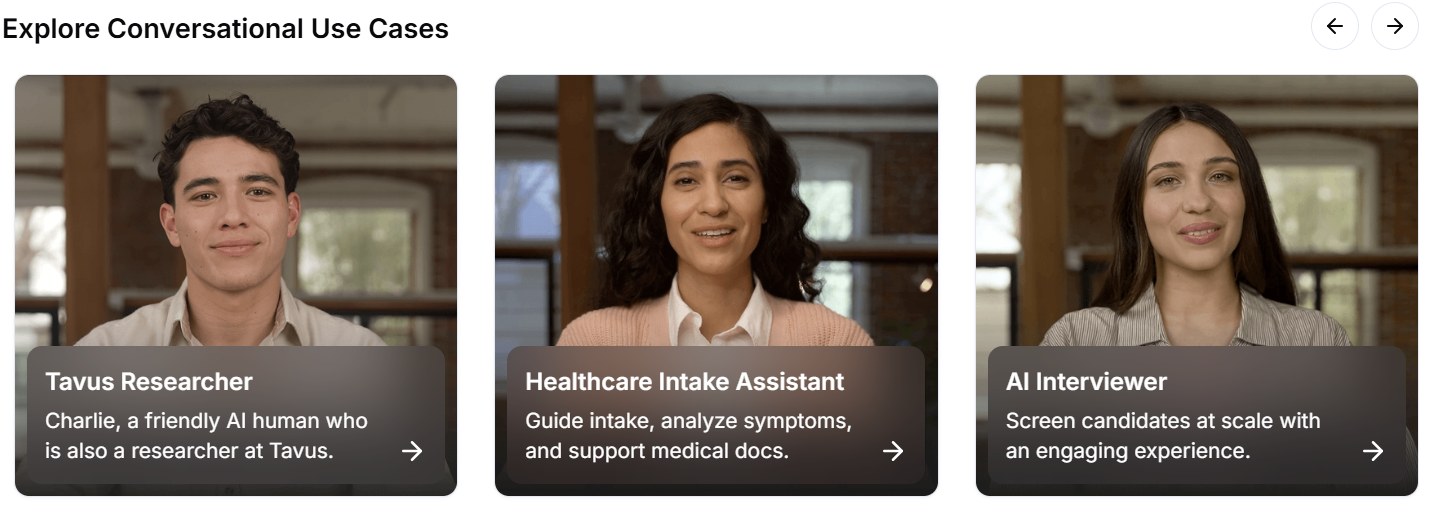 Explore Conversational Use Cases
Tavus Researcher
Charlie, a friendly AI human who
is also a researcher at Tavus.
Healthcare Intake Assistant
Guide intake, analyze symptoms,
and support medical docs.
AI Interviewer
Screen candidates at scale with
an engaging experience.